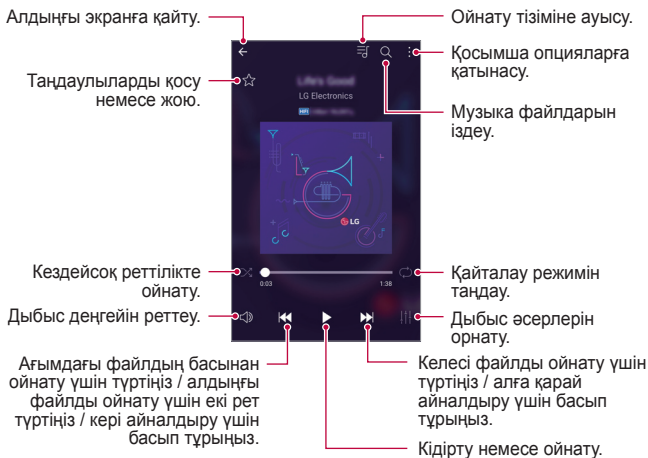 Алдыңғы экранға қайту.
Ойнату тізіміне ауысу.
Қосымша опцияларға
қатынасу.
Таңдаулыларды қосу
немесе жою.
Музыка файлдарын
іздеу.
Life's Good
LG Electronics
HIFI
LG
Кездейсоқ реттілікте
ойнату.
Қайталау режимін
таңдау.
0:03
1:38
Дыбыс деңгейін реттеу.
Дыбыс әсерлерін
орнату.
Ағымдағы файлдың басынан
ойнату үшін түртіңіз / алдыңғы
файлды ойнату үшін екі рет
түртіңіз / кері айналдыру үшін
басып тұрыңыз.
Келесі файлды ойнату үшін
түртіңіз / алға қарай
айналдыру үшін басып
тұрыңыз.
Кідірту немесе ойнату.